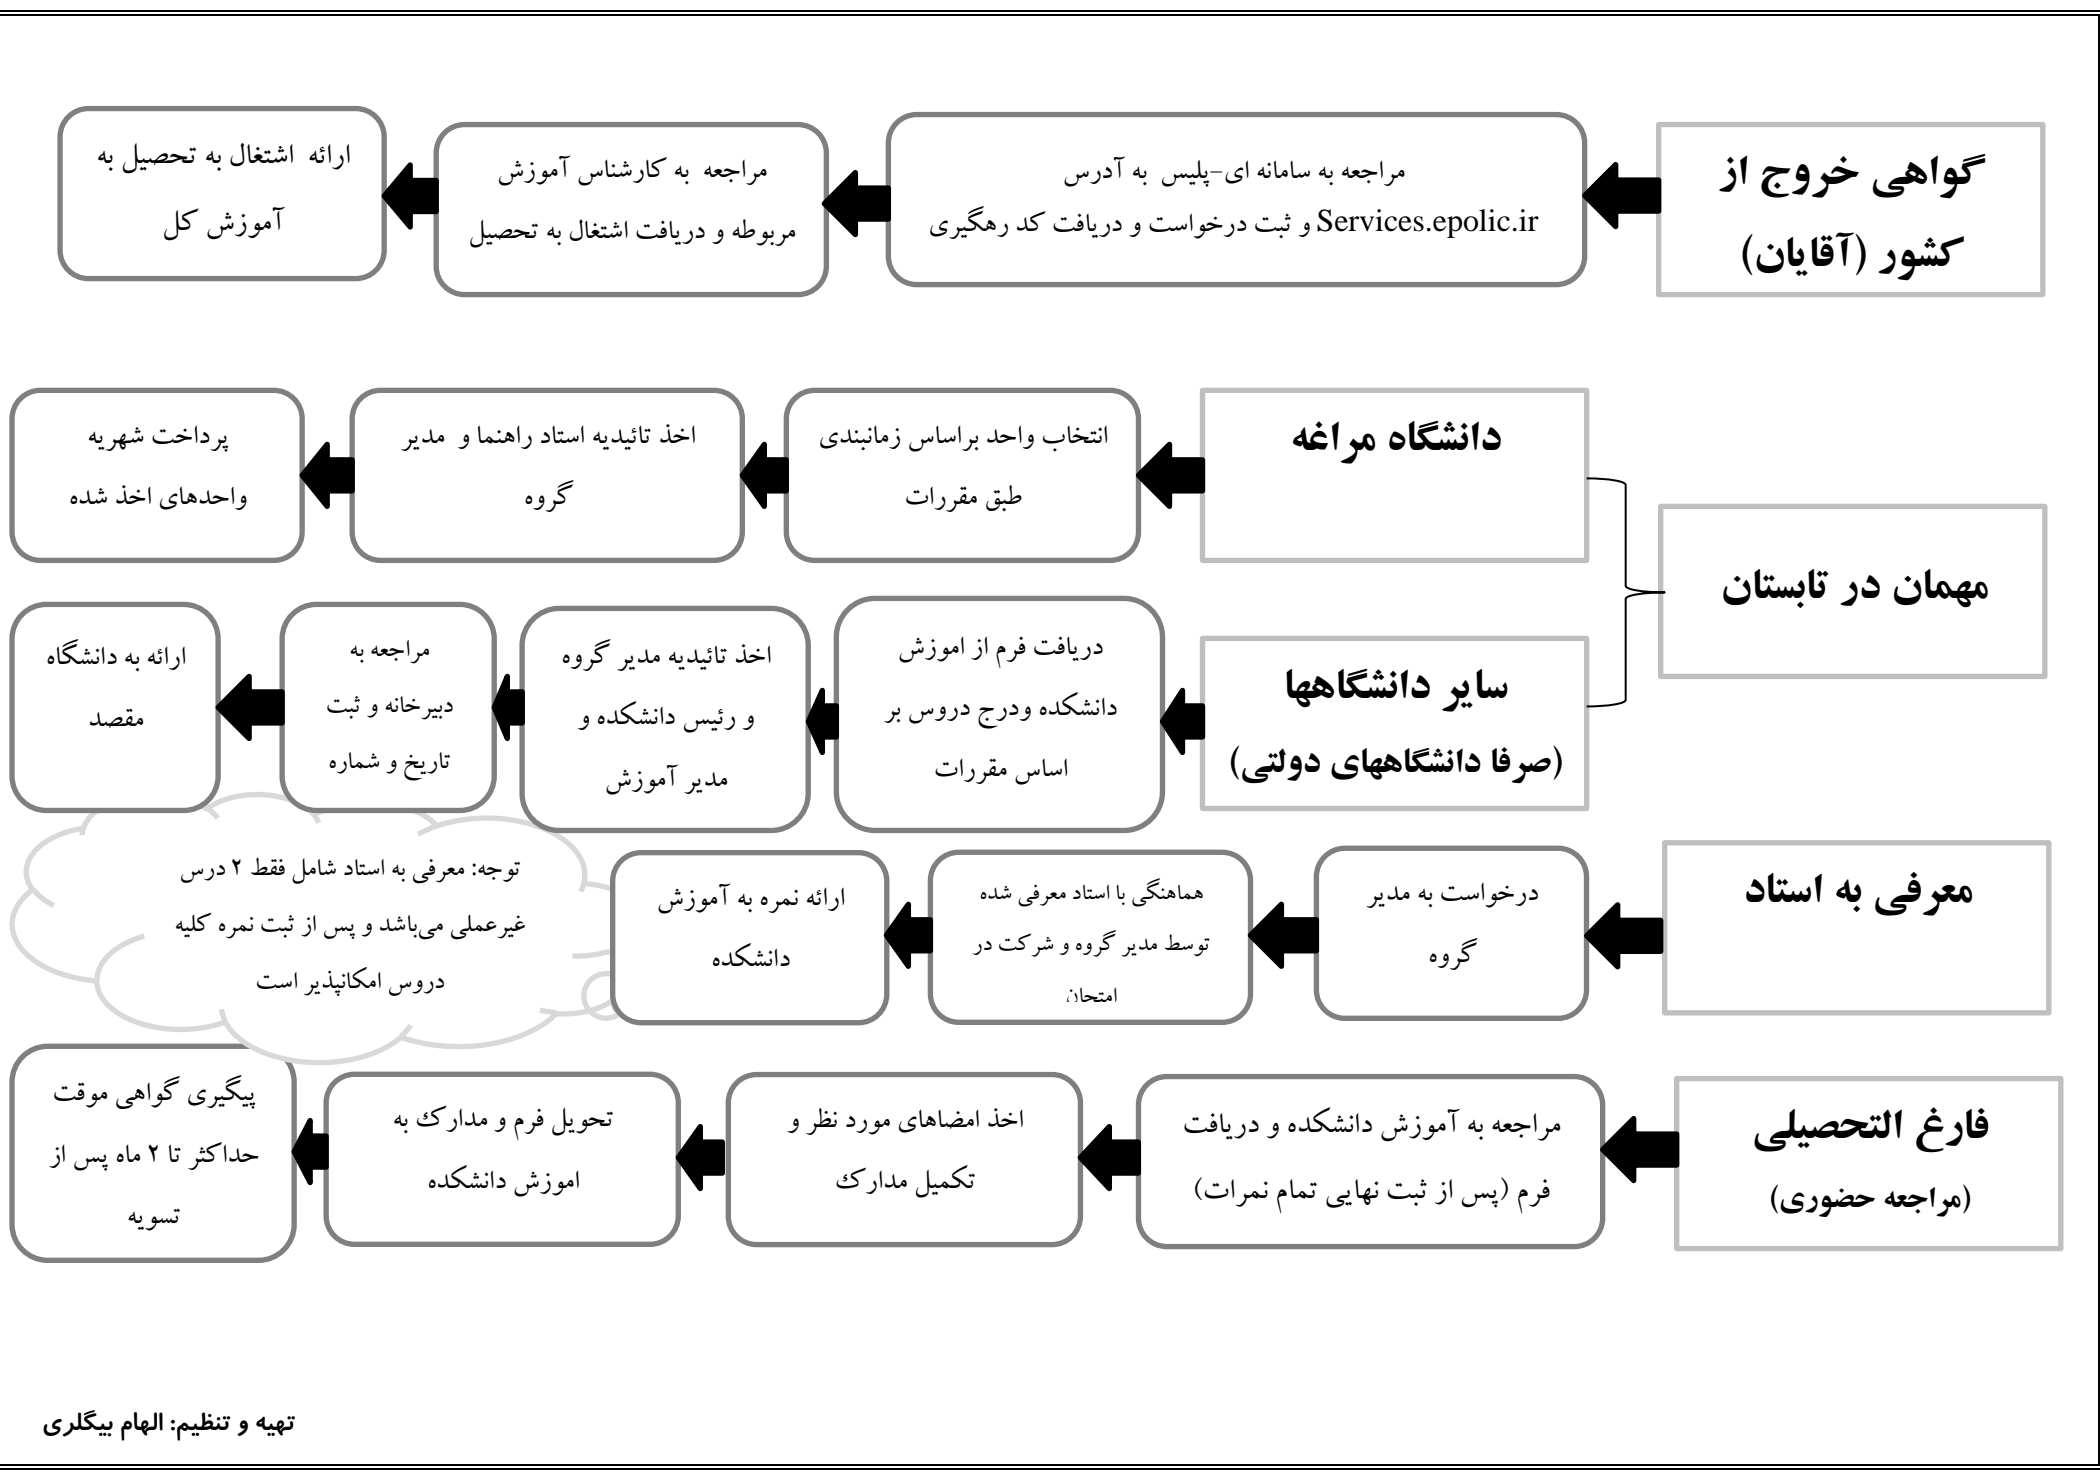 گواهی خروج از
کشور (آقایان)
مراجعه به سامانه ای-پلیس به آدرس
Services.epolic.ir و ثبت درخواست و دریافت کد رهگیری
مراجعه به کارشناس آموزش
مربوطه و دریافت اشتغال به تحصیل
ارائه اشتغال به تحصیل به
آموزش کل
مهمان در تابستان
دانشگاه مراغه
انتخاب واحد براساس زمانبندی
طبق مقررات
اخذ تائیدیه استاد راهنما و مدیر
گروه
پرداخت شهریه
واحدهای اخذ شده
سایر دانشگاهها
(صرفا دانشگاههای دولتی)
دریافت فرم از اموزش
دانشکده ودرج دروس بر
اساس مقررات
اخذ تائیدیه مدیر گروه
و رئیس دانشکده و
مدیر آموزش
مراجعه به
دبیرخانه و ثبت
تاریخ و شماره
ارائه به دانشگاه
مقصد
معرفی به استاد
درخواست به مدیر
گروه
هماهنگی با استاد معرفی شده
توسط مدیر گروه و شرکت در
امتحان
ارائه نمره به آموزش
دانشکده
توجه: معرفی به استاد شامل فقط ۲ درس
غیرعملی می‌باشد و پس از ثبت نمره کلیه
دروس امکانپذیر است
فارغ التحصیلی
(مراجعه حضوری)
مراجعه به آموزش دانشکده و دریافت
فرم (پس از ثبت نهایی تمام نمرات)
اخذ امضاهای مورد نظر و
تکمیل مدارک
تحویل فرم و مدارک به
اموزش دانشکده
پیگیری گواهی موقت
حداکثر تا ۲ ماه پس از
تسویه
تهیه و تنظیم: الهام بیگلری